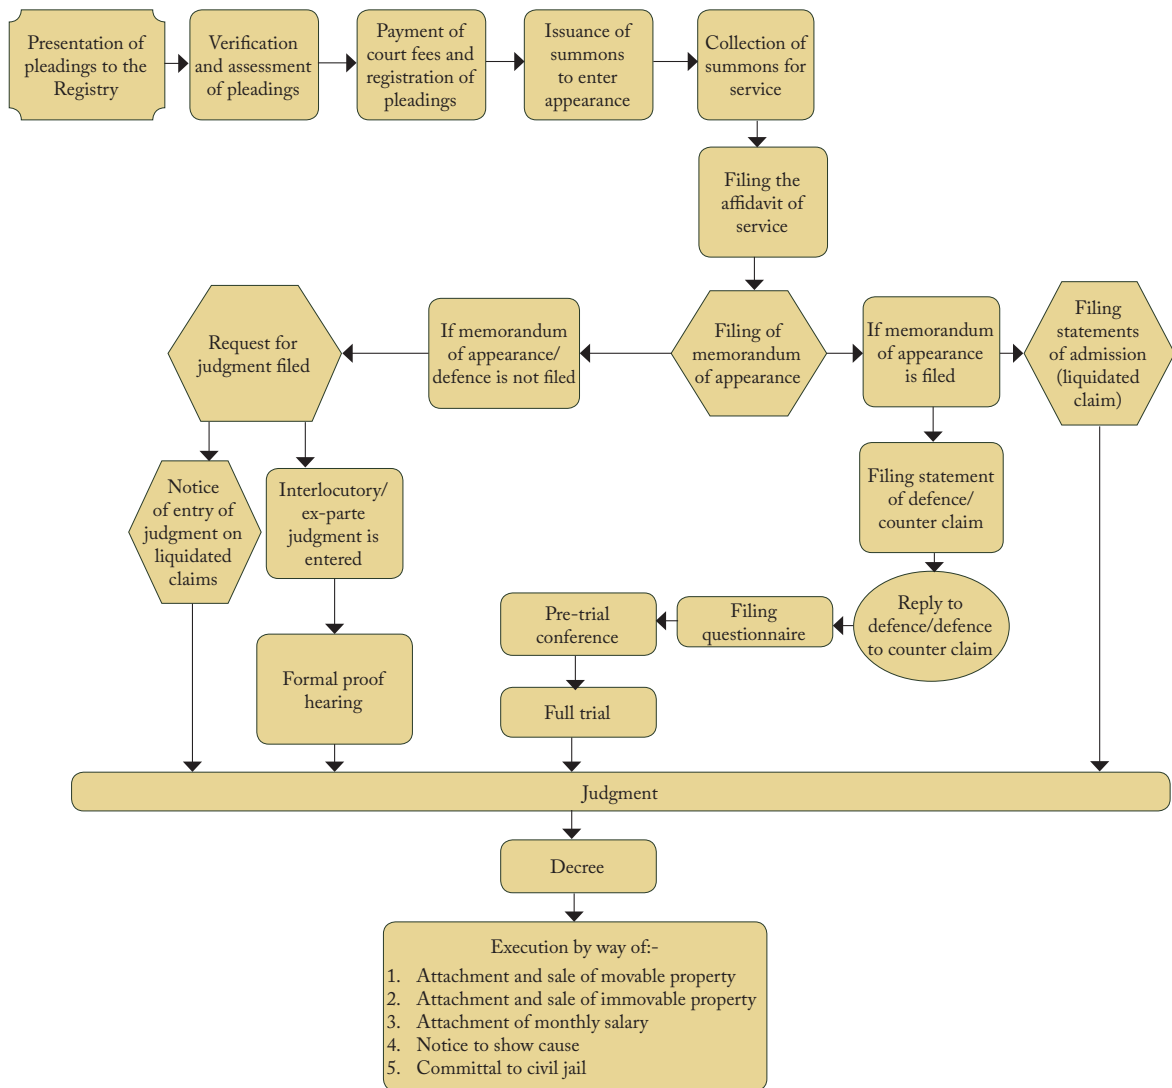 Presentation of
pleadings to the
Registry
Verification
and assessment
of pleadings
Payment of
court fees and
registration of
pleadings
Issuance of
summons
to enter
appearance
Collection of
summons for
service
Filing the
affidavit of
service
Request for
judgment filed
If memorandum
of appearance/
defence is not filed
Filing of
memorandum
of appearance
If memorandum
of appearance
is filed
Filing
statements
of admission
(liquidated
claim)
Notice
of entry of
judgment on
liquidated
claims
Interlocutory/
ex-parte
judgment is
entered
Filing statement
of defence/
counter claim
Pre-trial
conference
Filing
questionnaire
Reply to
defence/defence
to counter claim
Formal proof
hearing
Full trial
Judgment
Decree
Execution by way of:-
1. Attachment and sale of movable property
2. Attachment and sale of immovable property
3. Attachment of monthly salary
4. Notice to show cause
5. Committal to civil jail